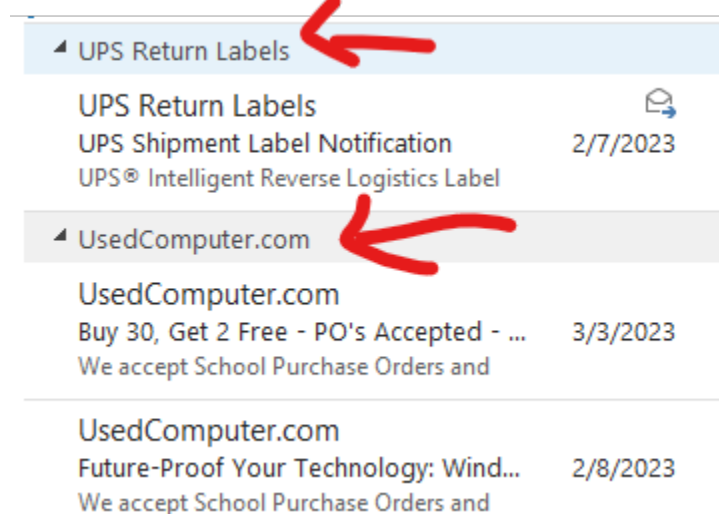 UPS Return Labels
UPS Return Labels
UPS Shipment Label Notification 2/7/2023
UPS® Intelligent Reverse Logistics Label
UsedComputer.com
UsedComputer.com
Buy 30, Get 2 Free - PO's Accepted - ... 3/3/2023
We accept School Purchase Orders and
UsedComputer.com
Future-Proof Your Technology: Wind... 2/8/2023
We accept School Purchase Orders and